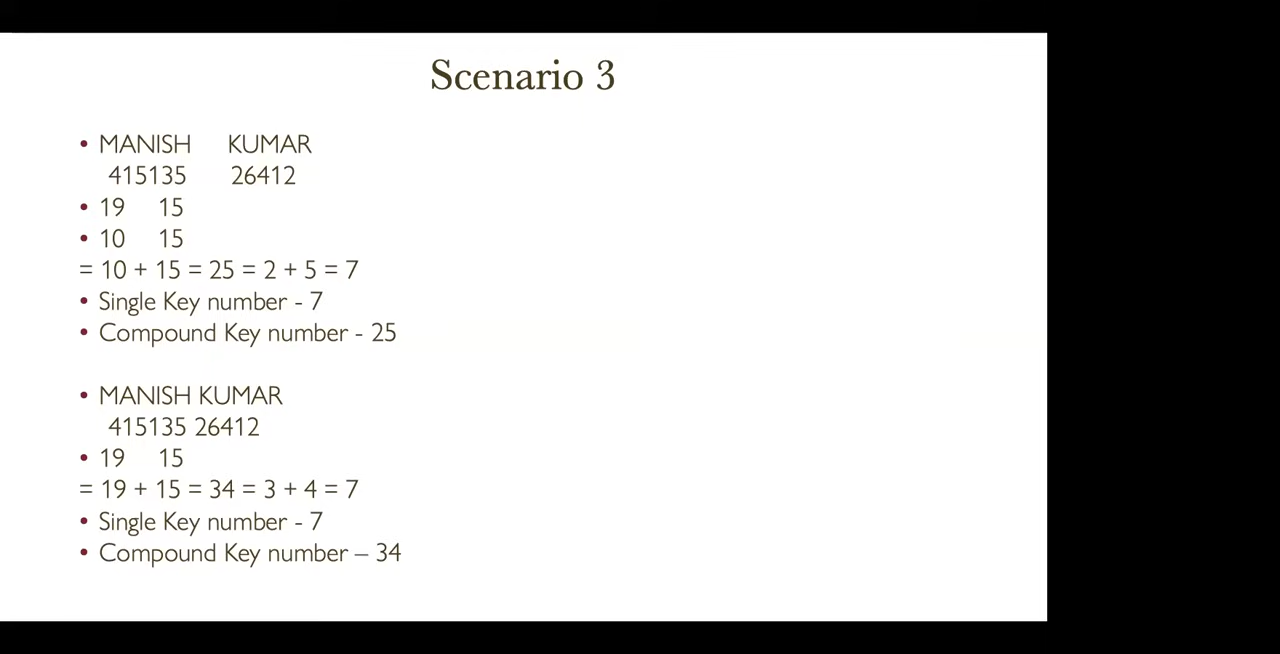 Scenario 3
• MANISH KUMAR
415135 26412
• 19 15
• 10 15
= 10 + 15 = 25 = 2 + 5 = 7
• Single Key number - 7
• Compound Key number - 25
• MANISH KUMAR
415135 26412
• 19 15
= 19 + 15 = 34 = 3 + 4 = 7
• Single Key number - 7
• Compound Key number – 34